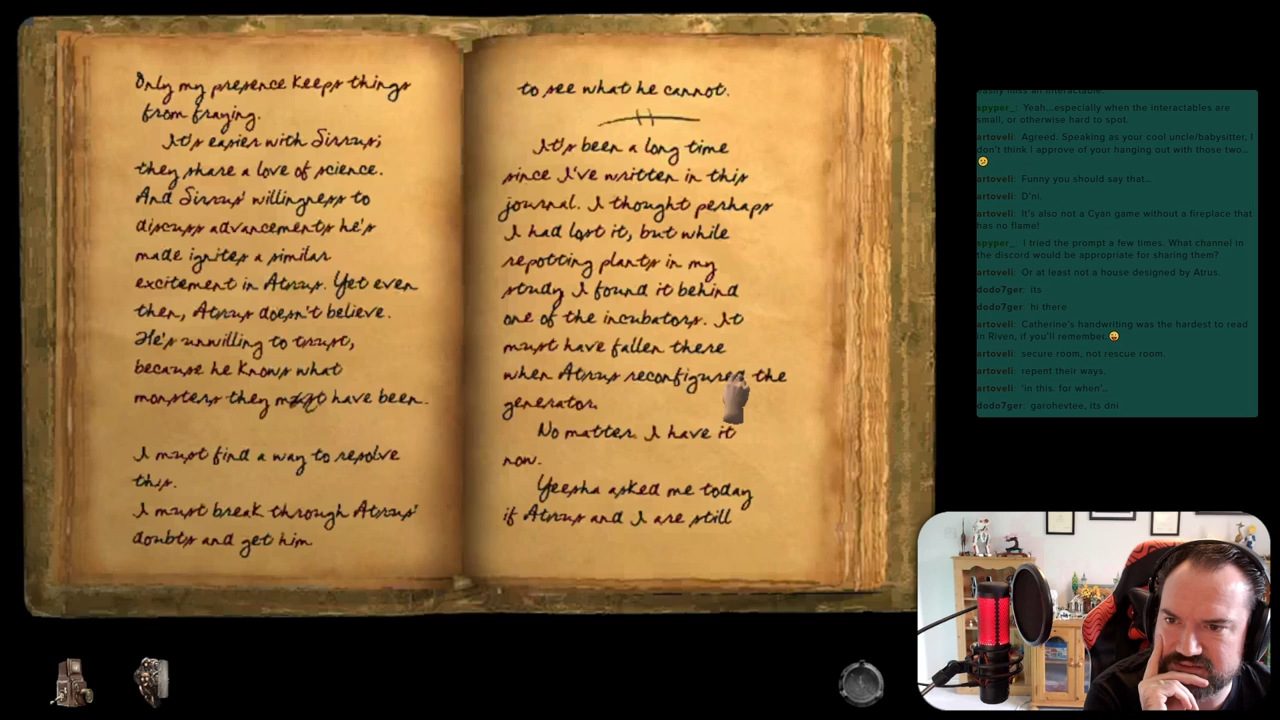 Only my presence keeps things
from fraying.
It's easier with Sirrus;
they share a love of science.
And Sirrus' willingness to
discuss advancements he's
made ignites a similar
excitement in Atrus. Yet even
then, Atrus doesn't believe.
He's unwilling to trust,
because he knows what
monsters they must have been.
I must find a way to resolve
this.
I must break through Atrus'
doubts and get him
to see what he cannot.
It's been a long time
since I've written in this
journal. I thought perhaps
I had lost it, but while
repotting plants in my
study I found it behind
one of the incubators. It
must have fallen there
when Atrus reconfigured the
generator.
No matter. I have it
now.
Yeesha asked me today
if Atrus and I are still
easily miss an interactable.
spyper_: Yeah...especially when the interactables are
small, or otherwise hard to spot.
artoveli: Agreed. Speaking as your cool uncle/babysitter, I
don't think I approve of your hanging out with those two...
artoveli: Funny you should say that...
artoveli: D'ni.
artoveli: It's also not a Cyan game without a fireplace that
has no flame!
spyper_: I tried the prompt a few times. What channel in
the discord would be appropriate for sharing them?
artoveli: Or at least not a house designed by Atrus.
dodo7ger: its
dodo7ger: hi there
artoveli: Catherine's handwriting was the hardest to read
in Riven, if you'll remember.
artoveli: secure room, not rescue room.
artoveli: repent their ways.
artoveli: 'in this. for when'...
dodo7ger: garohevtee, its dni